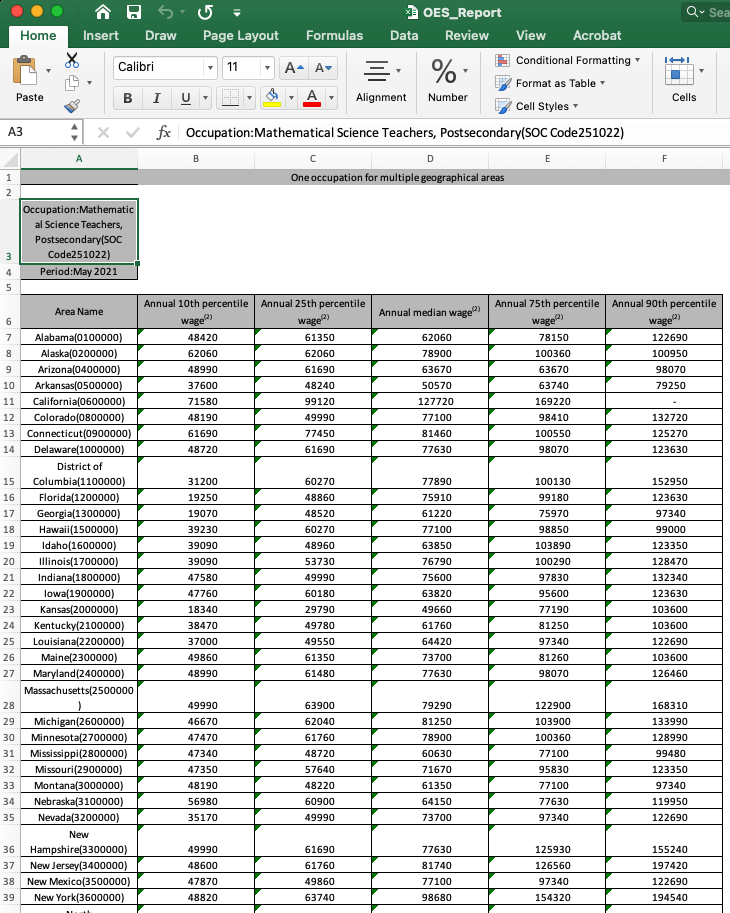 OES_Report
Sea
Home Insert Draw Page Layout Formulas Data Review View Acrobat
Paste
Calibri 11 A A
B I U A
Alignment
%
Number
Conditional Formatting
Format as Table
Cell Styles
Cells
A3 fx Occupation:Mathematical Science Teachers, Postsecondary(SOC Code251022)
A B C D E F
1 One occupation for multiple geographical areas
2
Occupation:Mathematic
al Science Teachers,
Postsecondary(SOC
3 Code251022)
4 Period:May 2021
5
6 Area Name Annual 10th percentile wage(2) Annual 25th percentile wage(2) Annual median wage(2) Annual 75th percentile wage(2) Annual 90th percentile wage(2)
7 Alabama(0100000) 48420 61350 62060 78150 122690
8 Alaska(0200000) 62060 62060 78900 100360 100950
9 Arizona(0400000) 48990 61690 63670 63670 98070
10 Arkansas(0500000) 37600 48240 50570 63740 79250
11 California(0600000) 71580 99120 127720 169220 -
12 Colorado(0800000) 48190 49990 77100 98410 132720
13 Connecticut(0900000) 61690 77450 81460 100550 125270
14 Delaware(1000000) 48720 61690 77630 98070 123630
District of
15 Columbia(1100000) 31200 60270 77890 100130 152950
16 Florida(1200000) 19250 48860 75910 99180 123630
17 Georgia(1300000) 19070 48520 61220 75970 97340
18 Hawaii(1500000) 39230 60270 77100 98850 99000
19 Idaho(1600000) 39090 48960 63850 103890 123350
20 Illinois(1700000) 39090 53730 76790 100290 128470
21 Indiana(1800000) 47580 49990 75600 97830 132340
22 Iowa(1900000) 47760 60180 63820 95600 123630
23 Kansas(2000000) 18340 29790 49660 77190 103600
24 Kentucky(2100000) 38470 49780 61760 81250 103600
25 Louisiana(2200000) 37000 49550 64420 97340 122690
26 Maine(2300000) 49860 61350 73700 81260 103600
27 Maryland(2400000) 48990 61480 77630 98070 126460
Massachusetts(2500000
28 ) 49990 63900 79290 122900 168310
29 Michigan(2600000) 46670 62040 81250 103900 133990
30 Minnesota(2700000) 47470 61760 78900 100360 128990
31 Mississippi(2800000) 47340 48720 60630 77100 99480
32 Missouri(2900000) 47350 57640 71670 95830 123350
33 Montana(3000000) 48190 48220 61350 77100 97340
34 Nebraska(3100000) 56980 60900 64150 77630 119950
35 Nevada(3200000) 35170 49990 73700 97340 122690
New
36 Hampshire(3300000) 49990 61690 77630 125930 155240
37 New Jersey(3400000) 48600 61760 81740 126560 197420
38 New Mexico(3500000) 47870 49860 77100 97340 122690
39 New York(3600000) 48820 63740 98680 154320 194540